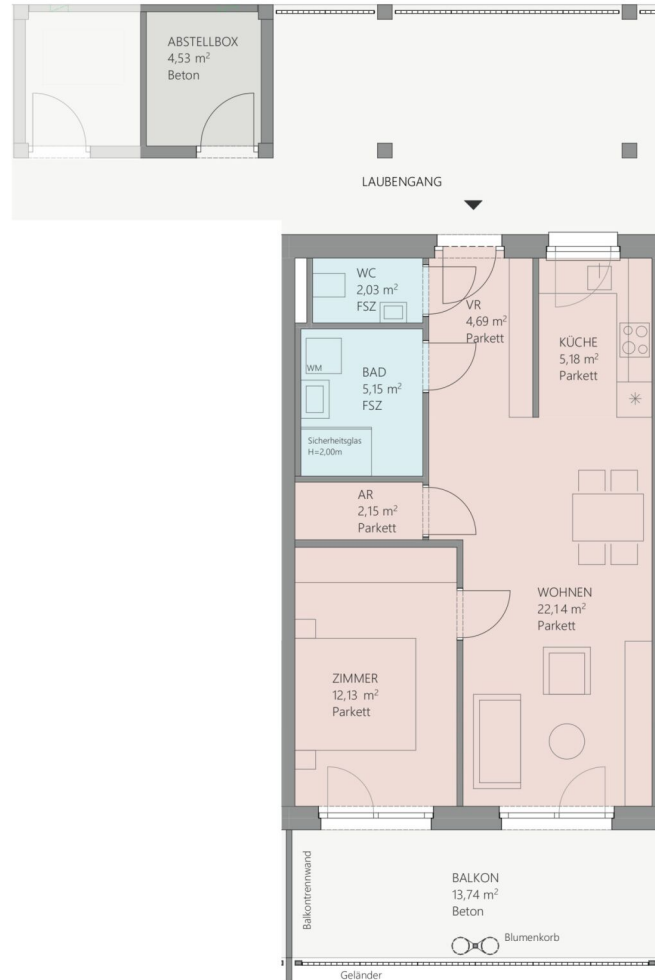 ABSTELLBOX
4,53 m²
Beton
LAUBENGANG
WC
2,03 m²
FSZ
VR
4,69 m²
Parkett
KÜCHE
5,18 m²
Parkett
WM
BAD
5,15 m²
FSZ
Sicherheitsglas
H=2,00m
AR
2,15 m²
Parkett
WOHNEN
22,14 m²
Parkett
ZIMMER
12,13 m²
Parkett
Balkontrennwand
BALKON
13,74 m²
Beton
Blumenkorb
Geländer